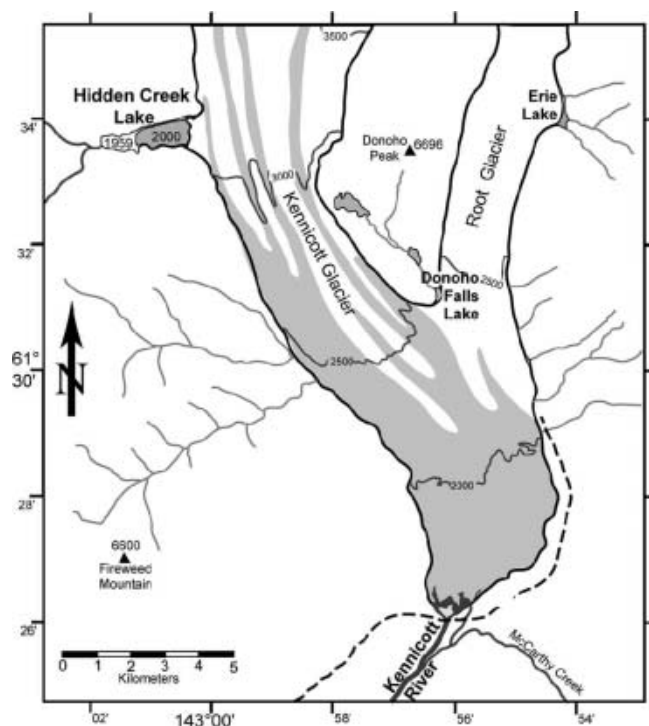 3500
Hidden Creek
Lake
Erie
Lake
34'
1959
2000
Donoho
Peak
6696
Root Glacier
3000
Kennicott Glacier
32'
2500
Donoho
Falls
Lake
61°
30'
N
2500
28'
6600
Fireweed
Mountain
26'
0 1 2 3 4 5
Kilometers
Kennicott
River
McCarthy Creek
02'
143°00'
58'
56'
54'